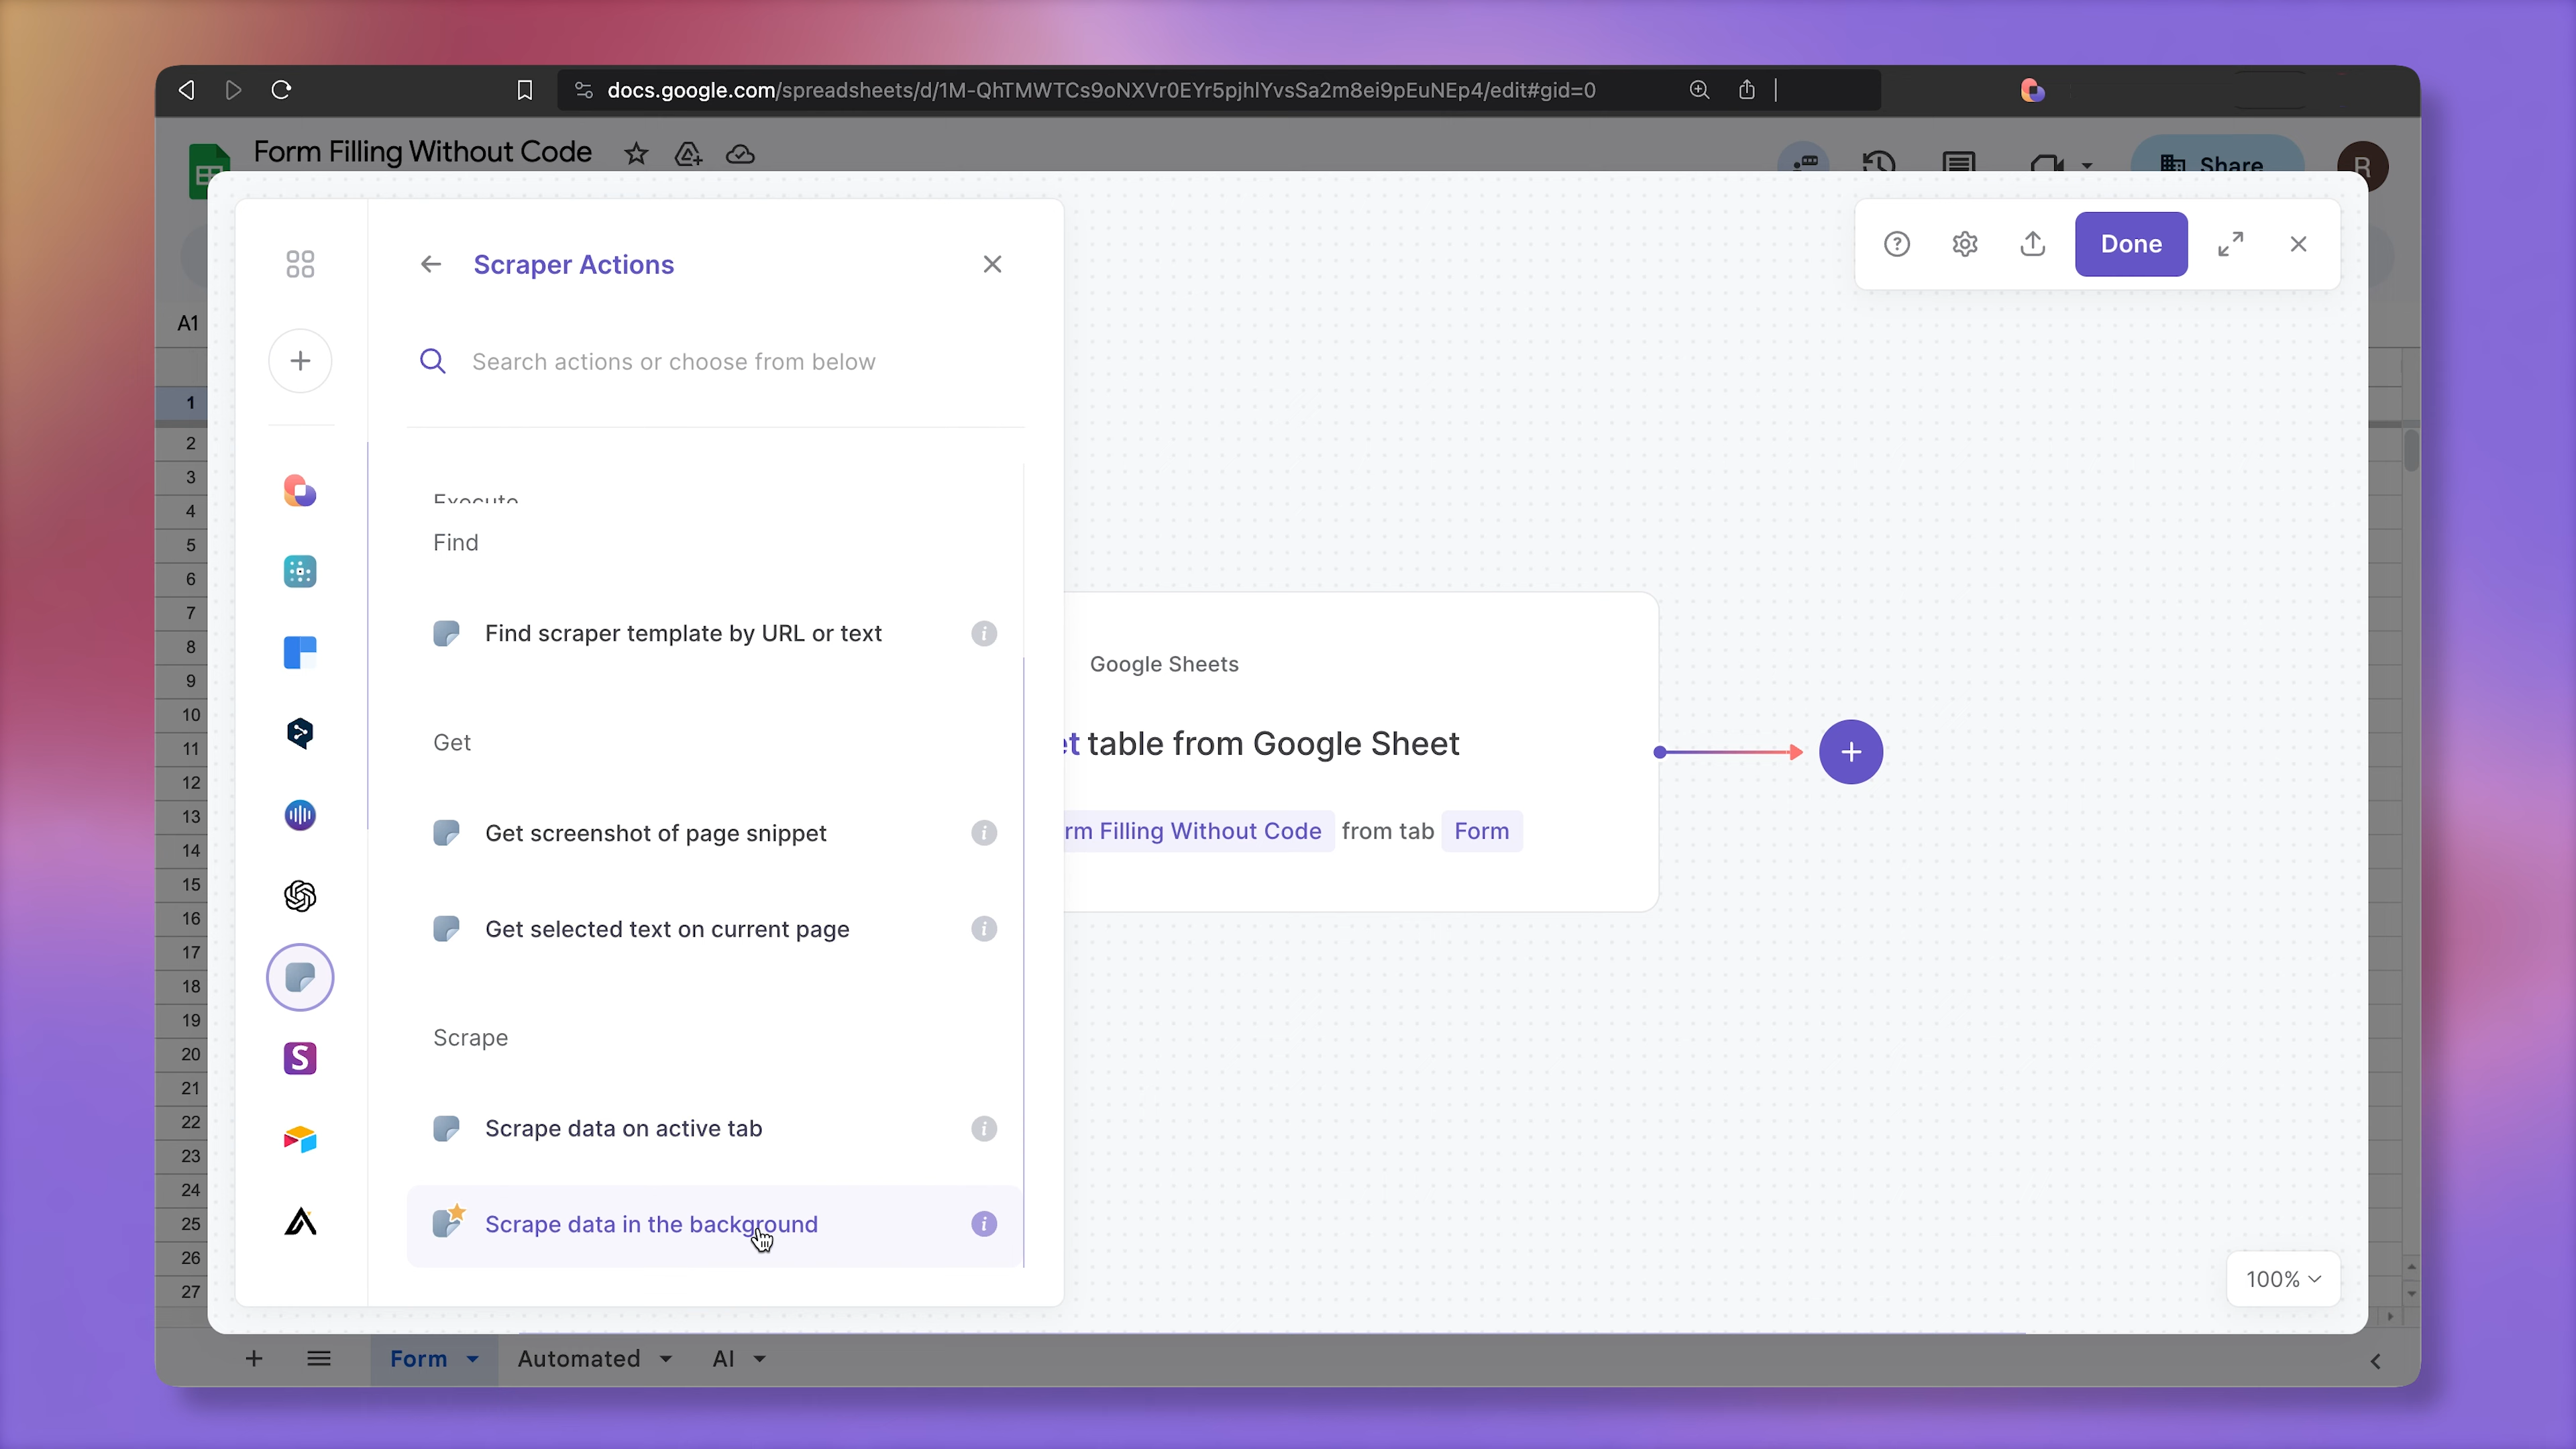 docs.google.com/spreadsheets/d/1M-QhTMWTCs9oNXVr0EYr5pjhlYvsSa2m8ei9pEuNEp4/edit#gid=0
Form Filling Without Code
Share
R
A1
Scraper Actions
Done
Search actions or choose from below
1
2
3
4
5
6
7
8
9
10
11
12
13
14
15
16
17
18
19
20
21
22
23
24
25
26
27
Execute
Find
Find scraper template by URL or text
Get
Get screenshot of page snippet
Get selected text on current page
Scrape
Scrape data on active tab
Scrape data in the background
Google Sheets
et table from Google Sheet
rm Filling Without Code from tab Form
100%
Form
Automated
AI